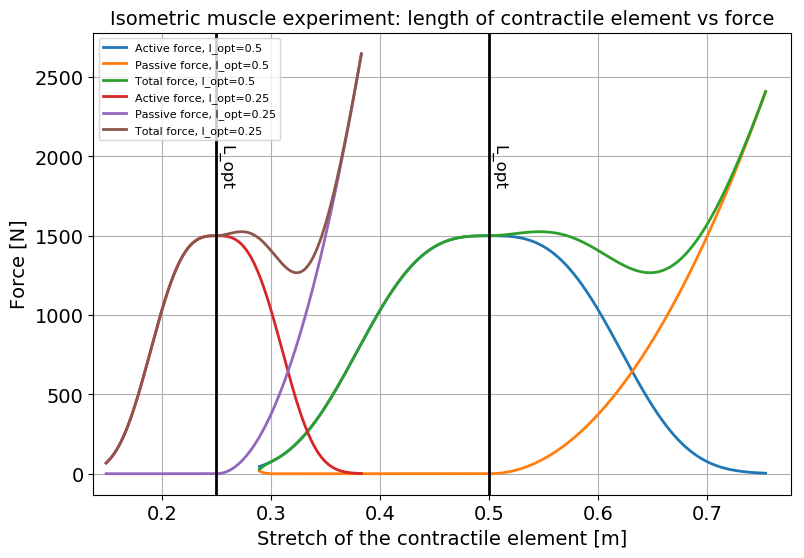 Isometric muscle experiment: length of contractile element vs force
Active force, l_opt=0.5
Passive force, l_opt=0.5
Total force, l_opt=0.5
Active force, l_opt=0.25
Passive force, l_opt=0.25
Total force, l_opt=0.25
L_opt
L_opt
Force [N]
2500
2000
1500
1000
500
0
0.2
0.3
0.4
0.5
0.6
0.7
Stretch of the contractile element [m]